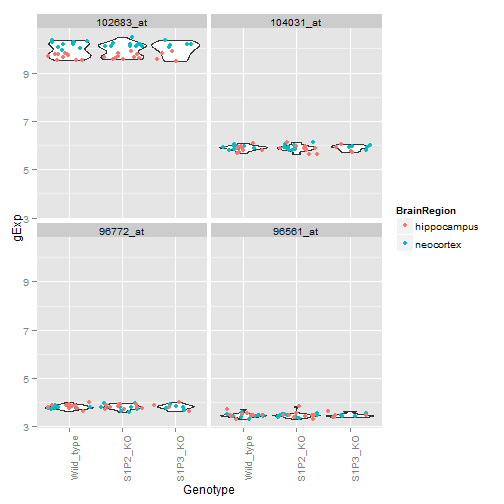 102683_at 104031_at
9
7
5
3
gExp
96772_at 96561_at
9
7
5
3
Wild_type S1P2_KO S1P3_KO Wild_type S1P2_KO S1P3_KO
Genotype
BrainRegion
hippocampus
neocortex